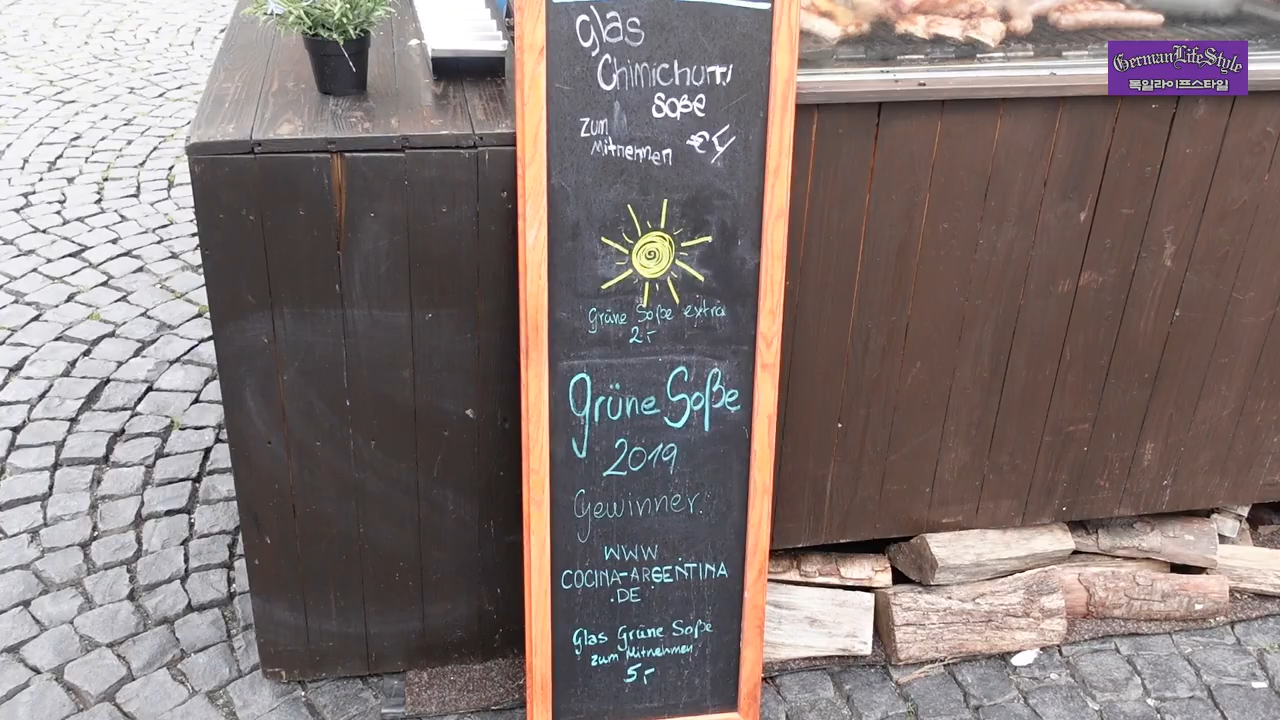 Glas
Chimichurri
soße
zum
Mitnehmen €4
Grüne Soße extra
2,-
Grüne Soße
2019
Gewinner.
WWW
COCINA-ARGENTINA
.DE
Glas Grüne Soße
zum Mitnehmen
5,-
GermanLifeStyle
독일라이프스타일